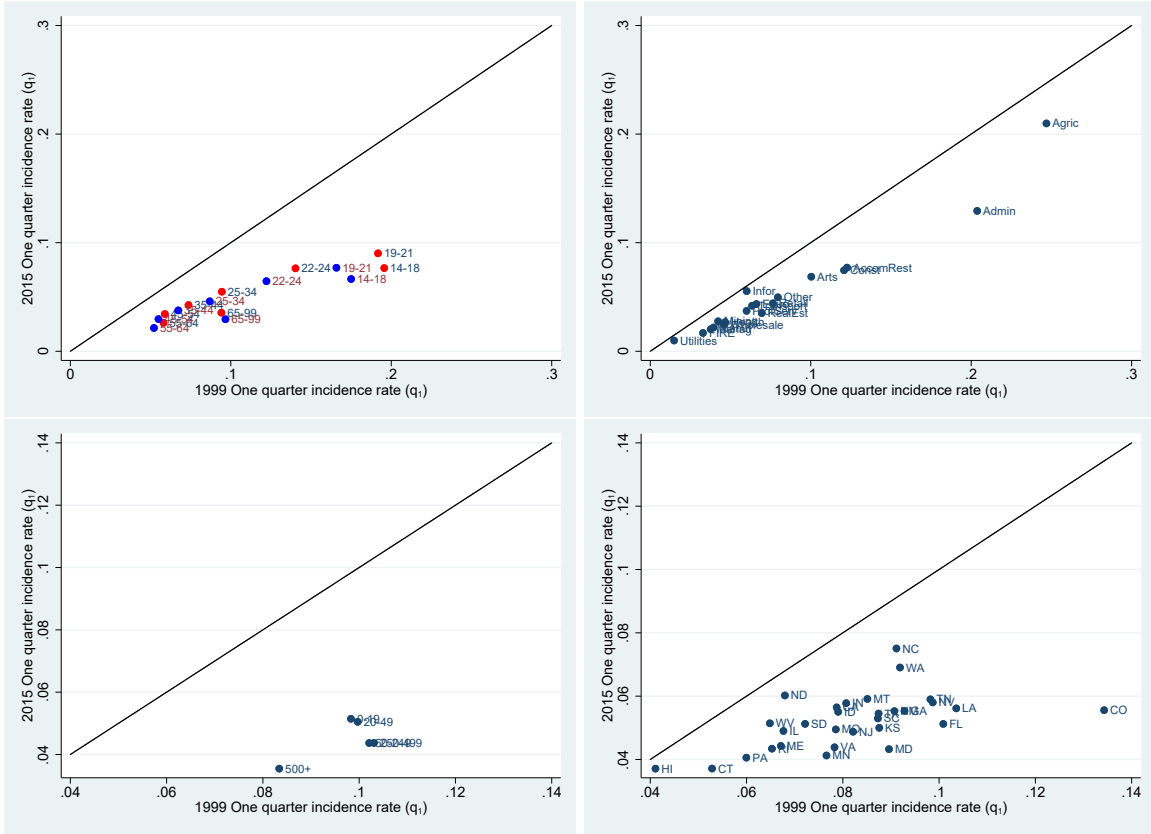 2015 One quarter incidence rate (q1)
.3
.2
.1
0
19-21
22-24
19-21
14-18
22-24
14-18
25-34
25-34
65-99
65-99
55-64
0
.1
.2
.3
1999 One quarter incidence rate (q1)
2015 One quarter incidence rate (q1)
.3
.2
.1
0
Agric
Admin
AccomRest
Const
Arts
Infor
Other
RealEst
FIRE
Utilities
0
.1
.2
.3
1999 One quarter incidence rate (q1)
2015 One quarter incidence rate (q1)
.14
.12
.1
.08
.06
.04
0-19
20-49
500+
.04
.06
.08
.1
.12
.14
1999 One quarter incidence rate (q1)
2015 One quarter incidence rate (q1)
.14
.12
.1
.08
.06
.04
NC
WA
ND
MT
TN
NV
IN
CA
ID
GA
LA
CO
SC
WV
SD
FL
IL
MO
NJ
KS
ME
VA
MD
PA
MN
HI
CT
.04
.06
.08
.1
.12
.14
1999 One quarter incidence rate (q1)